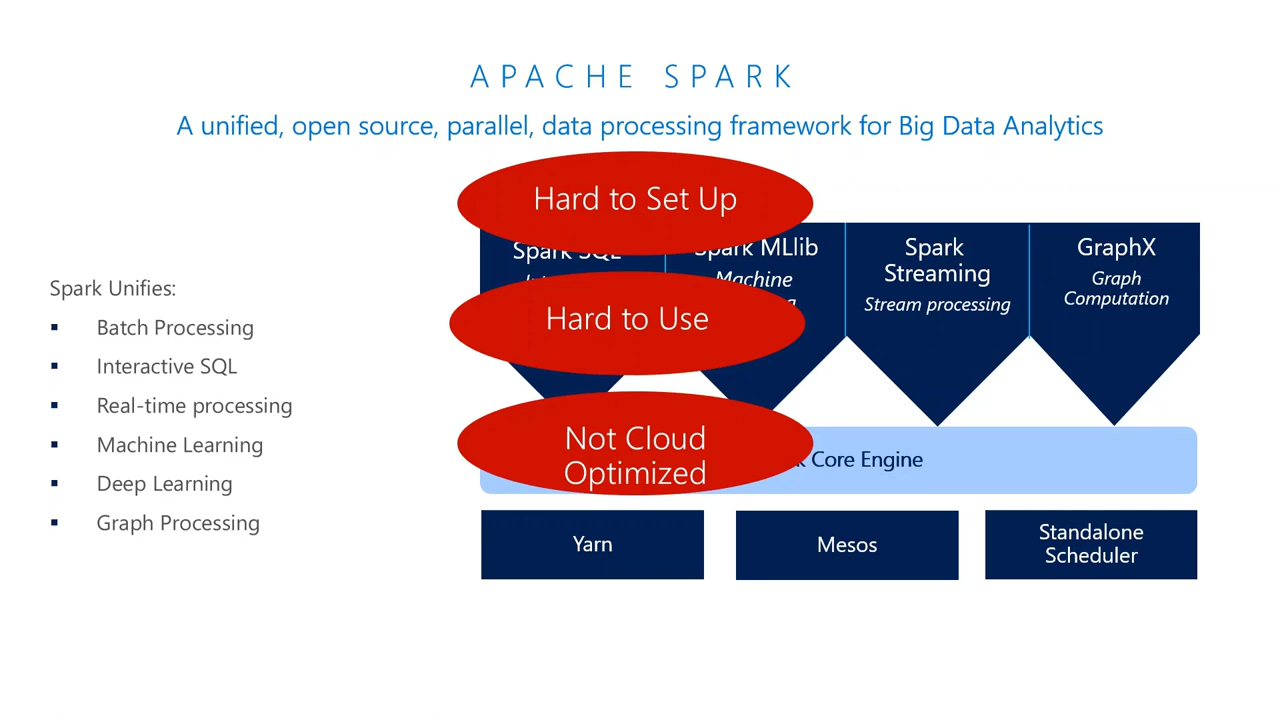 APACHE SPARK
A unified, open source, parallel, data processing framework for Big Data Analytics
Hard to Set Up
Spark SQL
Spark MLlib
Machine
Spark
Streaming
Stream processing
GraphX
Graph
Computation
Spark Unifies:
Batch Processing
Interactive SQL
Real-time processing
Machine Learning
Deep Learning
Graph Processing
Hard to Use
Not Cloud
Optimized
Core Engine
Yarn
Mesos
Standalone
Scheduler